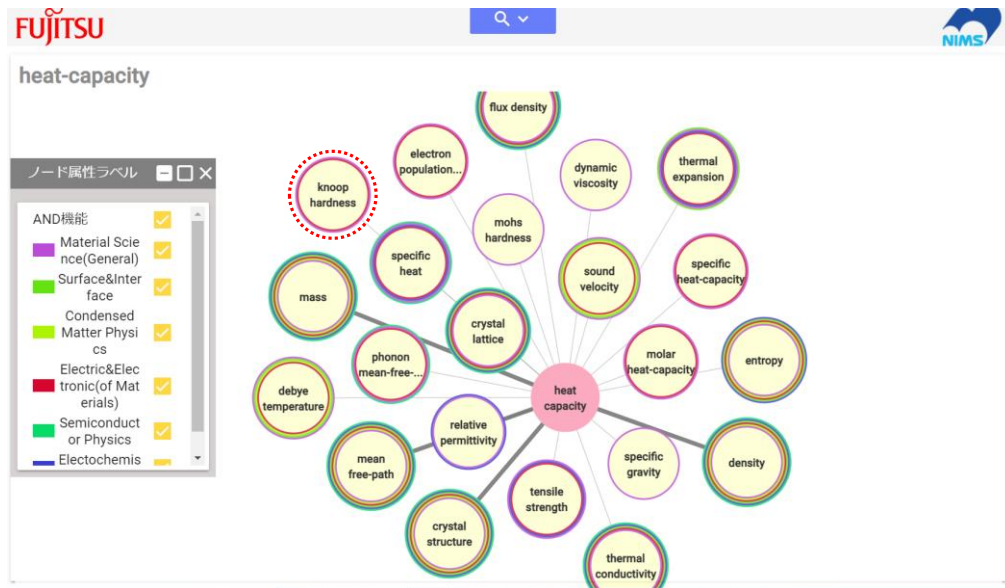 FUJITSU
NIMS
heat-capacity
ノード属性ラベル
AND機能
Material Scie
nce(General)
Surface&Inter
face
Condensed
Matter Physi
cs
Electric&Elec
tronic(of Mat
erials)
Semiconduct
or Physics
Electochemis
flux density
electron
population...
dynamic
viscosity
thermal
expansion
knoop
hardness
mohs
hardness
specific
heat
sound
velocity
specific
heat-capacity
mass
crystal
lattice
phonon
mean-free-...
molar
heat-capacity
entropy
debye
temperature
heat
capacity
relative
permittivity
mean
free-path
specific
gravity
density
tensile
strength
crystal
structure
thermal
conductivity